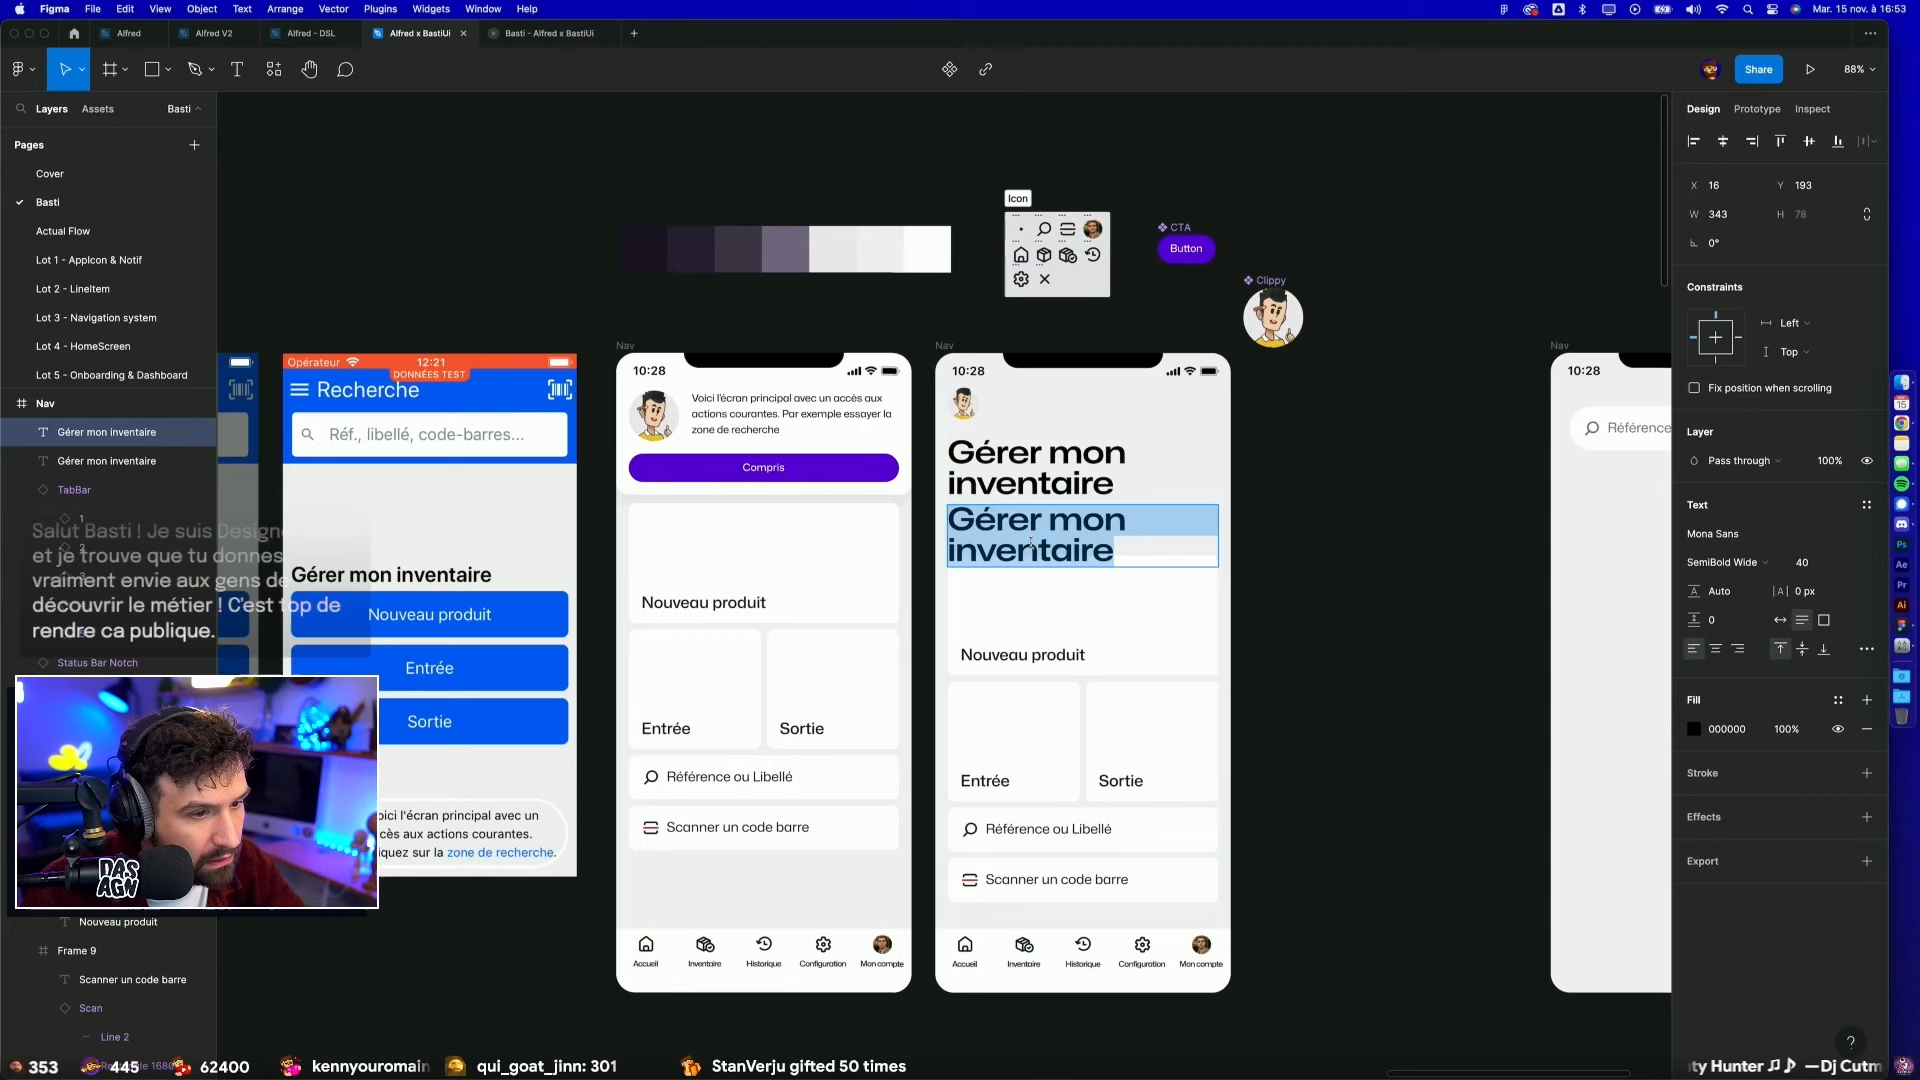 Figma File Edit View Object Text Arrange Vector Plugins Widgets Window Help
Mar. 15 nov. à 16:53
Alfred
Alfred V2
Alfred - DSL
Alfred x BastiUi
Basti - Alfred x BastiUi
Share
88%
Layers Assets Basti
Pages
Cover
Basti
Actual Flow
Lot 1 - AppIcon & Notif
Lot 2 - LineItem
Lot 3 - Navigation system
Lot 4 - HomeScreen
Lot 5 - Onboarding & Dashboard
Nav
Gérer mon inventaire
Gérer mon inventaire
TabBar
1
2
Salut Basti ! Je suis Designe
et je trouve que tu donnes
vraiment envie aux gens de
découvrir le métier ! C'est top de
rendre ca publique.
Status Bar Notch
DAS
AGN
Nouveau produit
Frame 9
Scanner un code barre
Scan
Line 2
Opérateur
12:21
DONNÉES TEST
Recherche
Réf., libellé, code-barres...
Gérer mon inventaire
Nouveau produit
Entrée
Sortie
oici l'écran principal avec un
cès aux actions courantes.
iquez sur la zone de recherche.
Icon
CTA
Button
Clippy
Nav
10:28
Voici l'écran principal avec un accès aux
actions courantes. Par exemple essayer la
zone de recherche
Compris
Nouveau produit
Entrée
Sortie
Référence ou Libellé
Scanner un code barre
Accueil
Inventaire
Historique
Configuration
Mon compte
Nav
10:28
Gérer mon
inventaire
Gérer mon
inventaire
Nouveau produit
Entrée
Sortie
Référence ou Libellé
Scanner un code barre
Accueil
Inventaire
Historique
Configuration
Mon compte
Nav
10:28
Référence
Design Prototype Inspect
X 16 Y 193
W 343 H 78
0°
Constraints
Left
Top
Fix position when scrolling
Layer
Pass through 100%
Text
Mona Sans
SemiBold Wide 40
Auto |A| 0 px
0
Fill
000000 100%
Stroke
Effects
Export
?
15
Ps
Ae
Pr
Ai
353
445
62400
kennyouromain
qui_goat_jinn: 301
StanVerju gifted 50 times
ty Hunter ♫♪ —Dj Cutm